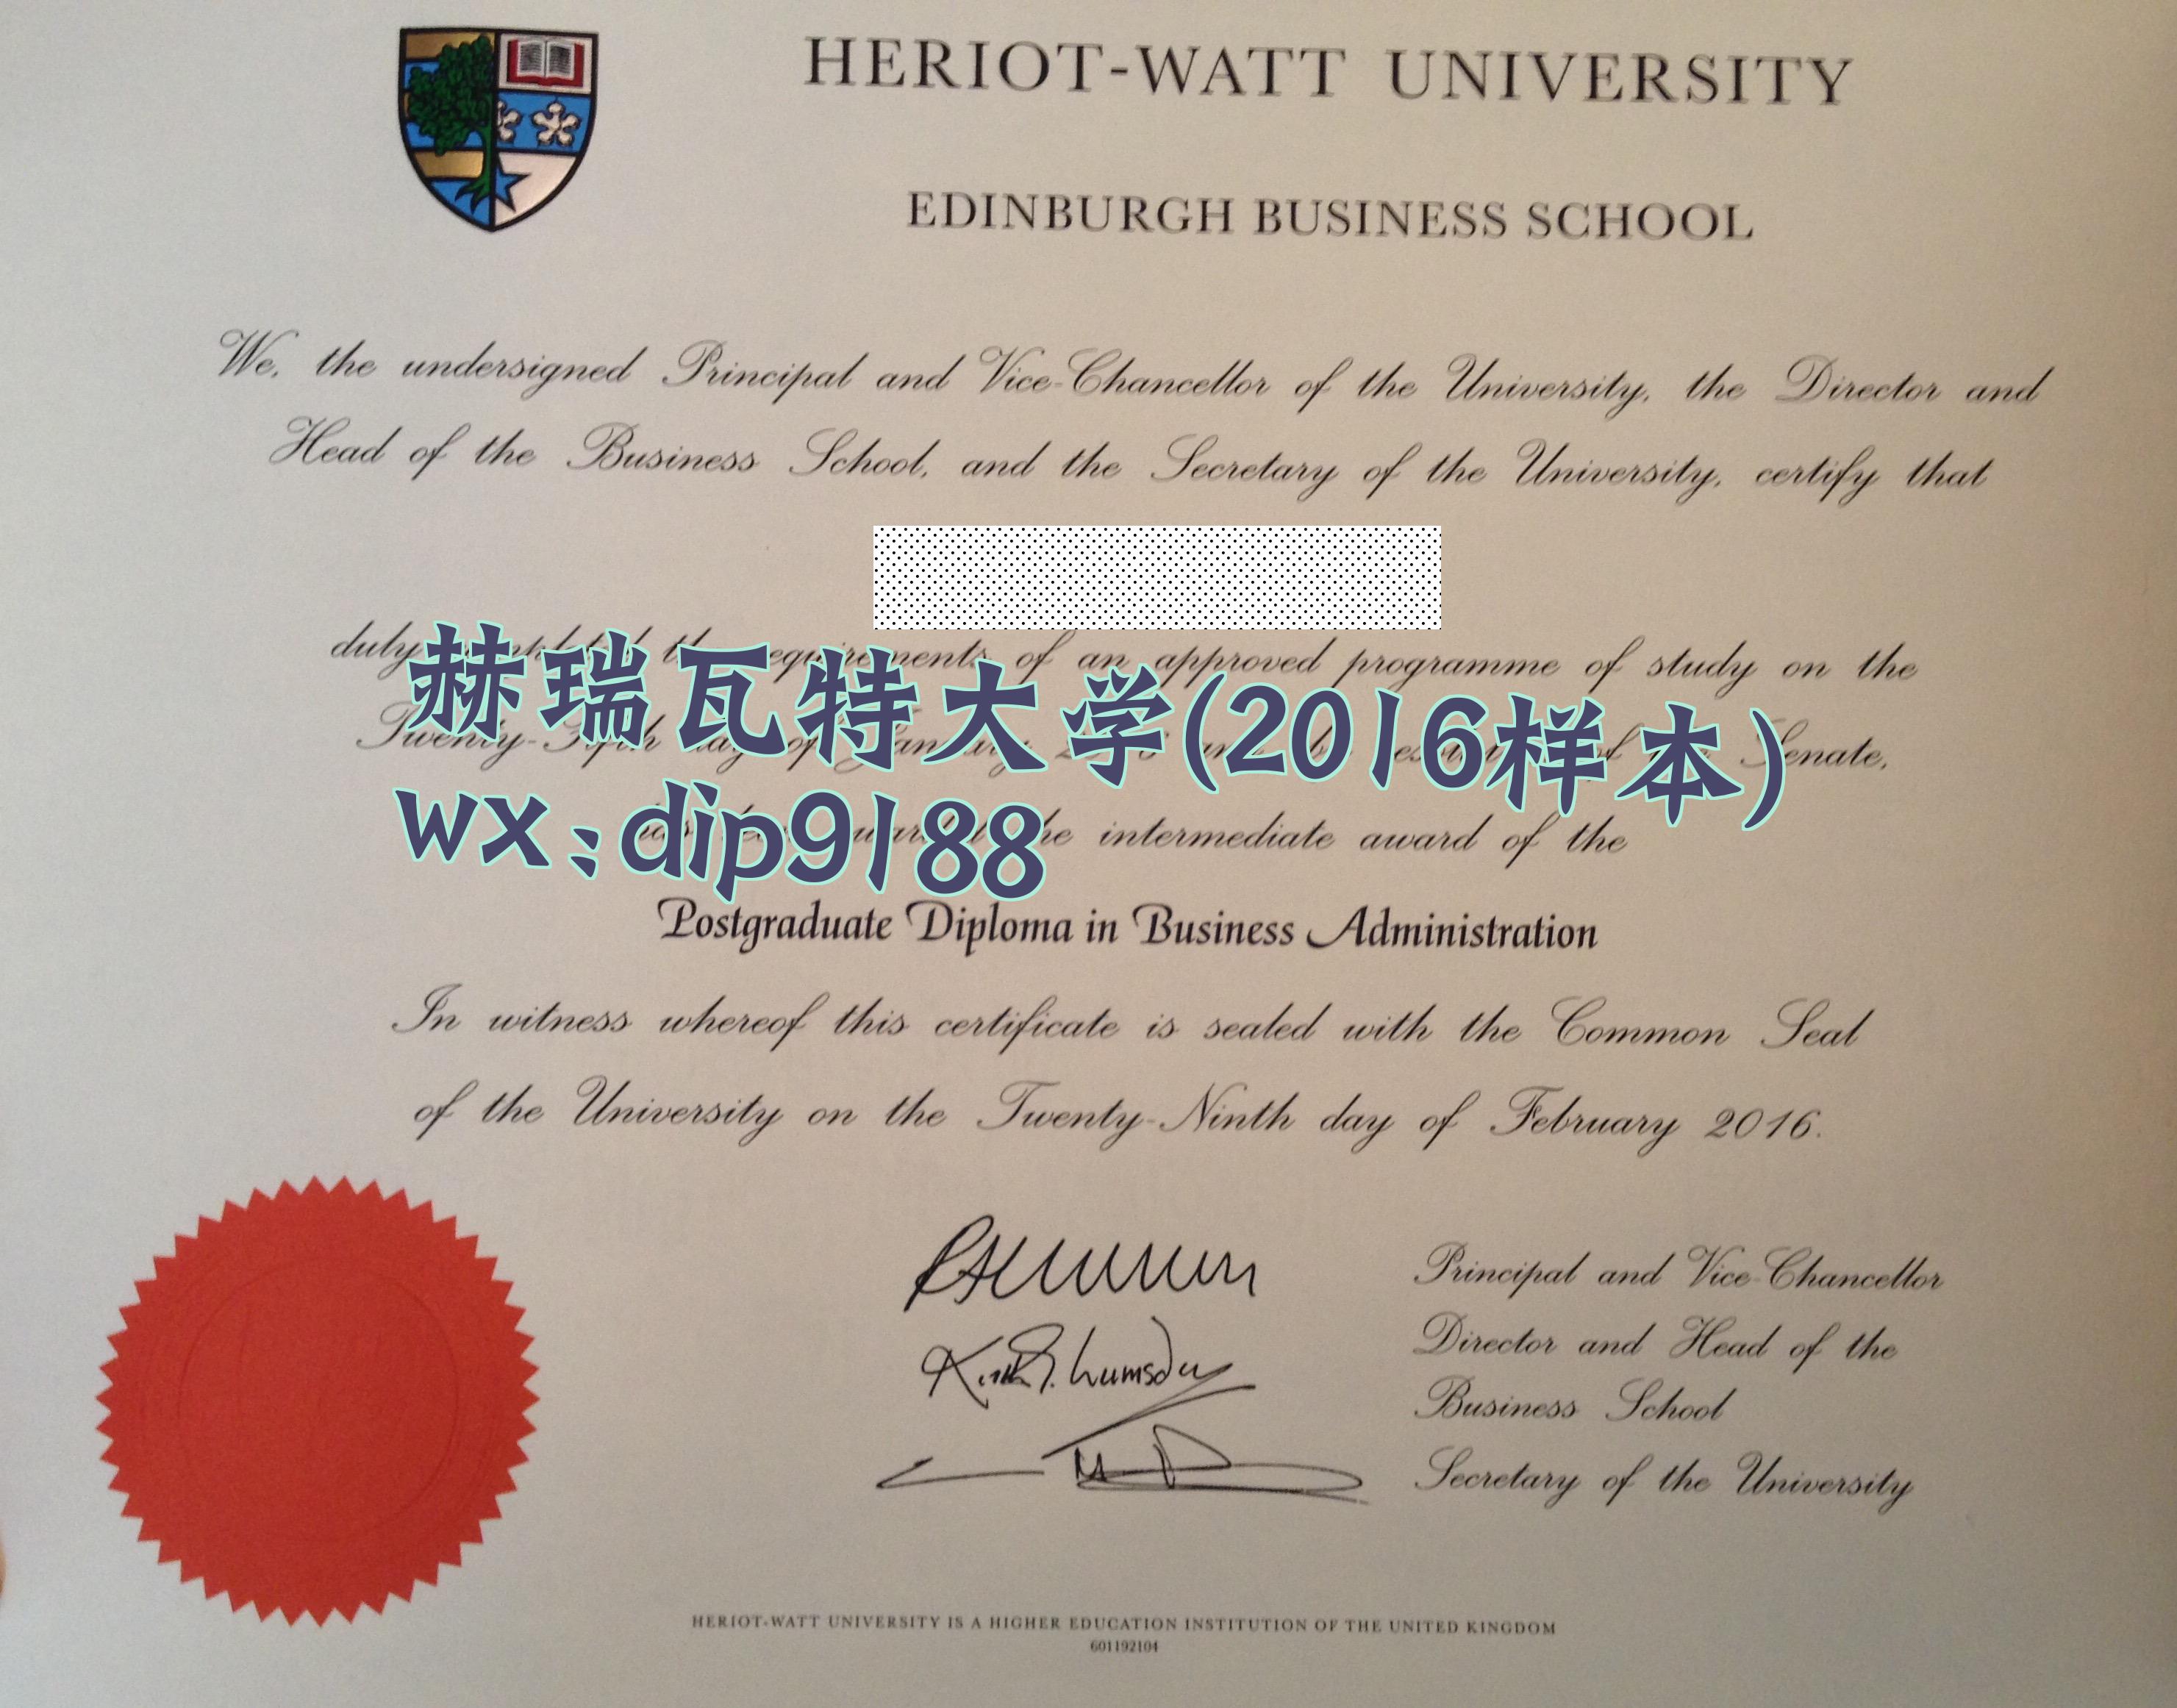 HERIOT-WATT UNIVERSITY
EDINBURGH BUSINESS SCHOOL
We, the undersigned Principal and Vice-Chancellor of the University, the Director and
Head of the Business School, and the Secretary of the University, certify that
duly requirements of an approved programme of study on the
赫瑞瓦特大学(2016样本)
Twenty-Fifth day of January Senate,
wx:dip9188
the intermediate award of the
Postgraduate Diploma in Business Administration
In witness whereof this certificate is sealed with the Common Seal
of the University on the Twenty-Ninth day of February 2016.
Principal and Vice-Chancellor
Director and Head of the
Business School
Secretary of the University
HERIOT-WATT UNIVERSITY IS A HIGHER EDUCATION INSTITUTION OF THE UNITED KINGDOM
601192104